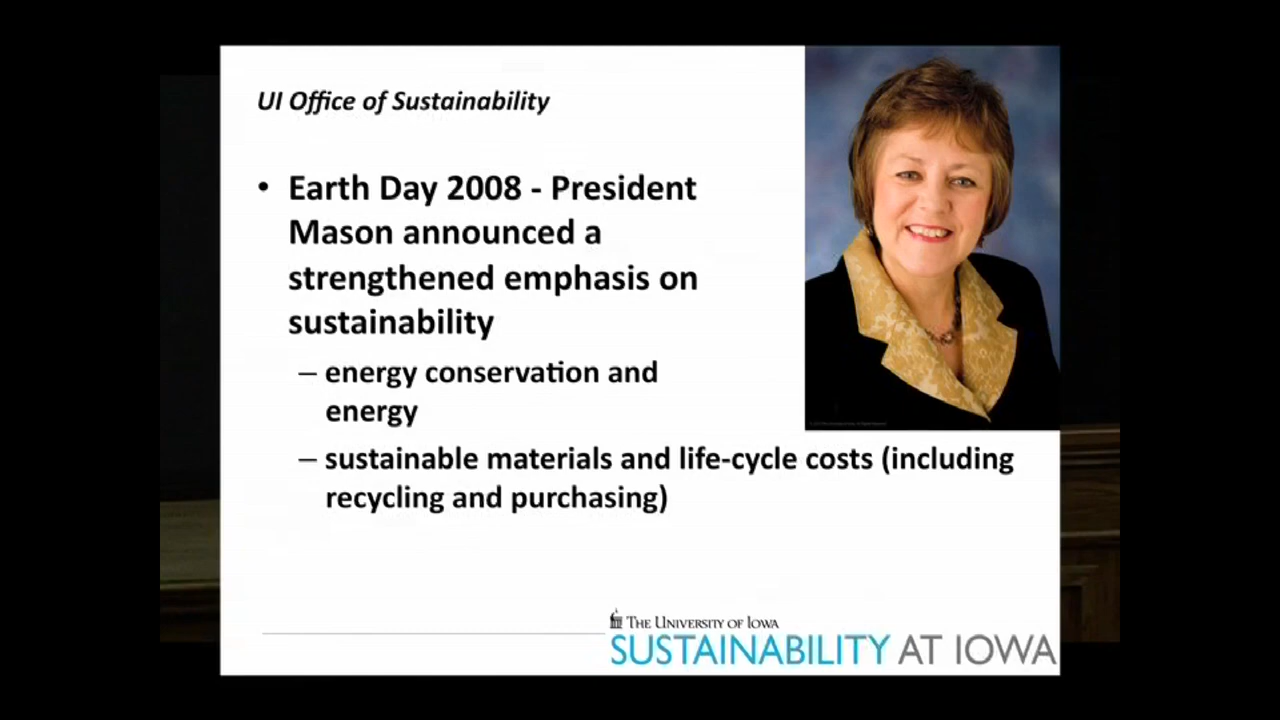 UI Office of Sustainability
• Earth Day 2008 - President
Mason announced a
strengthened emphasis on
sustainability
– energy conservation and
energy
– sustainable materials and life-cycle costs (including
recycling and purchasing)
THE UNIVERSITY OF IOWA
SUSTAINABILITY AT IOWA